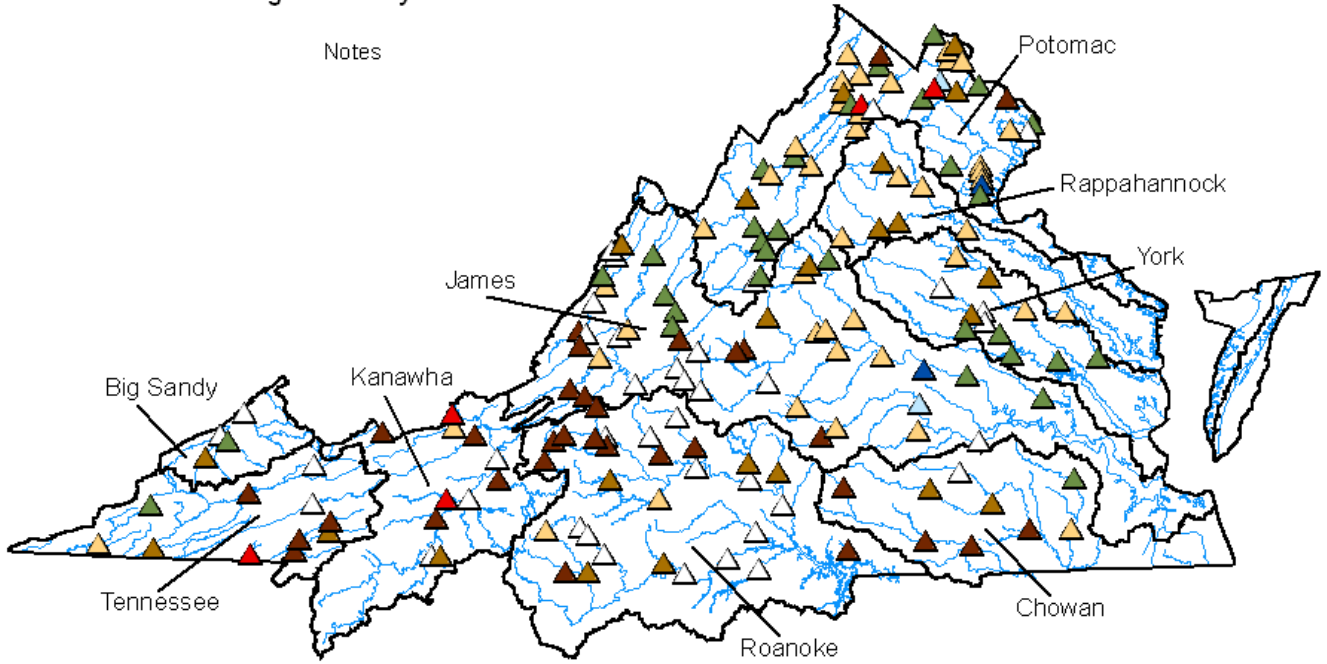 Notes
Potomac
Rappahannock
York
James
Big Sandy
Kanawha
Tennessee
Roanoke
Chowan